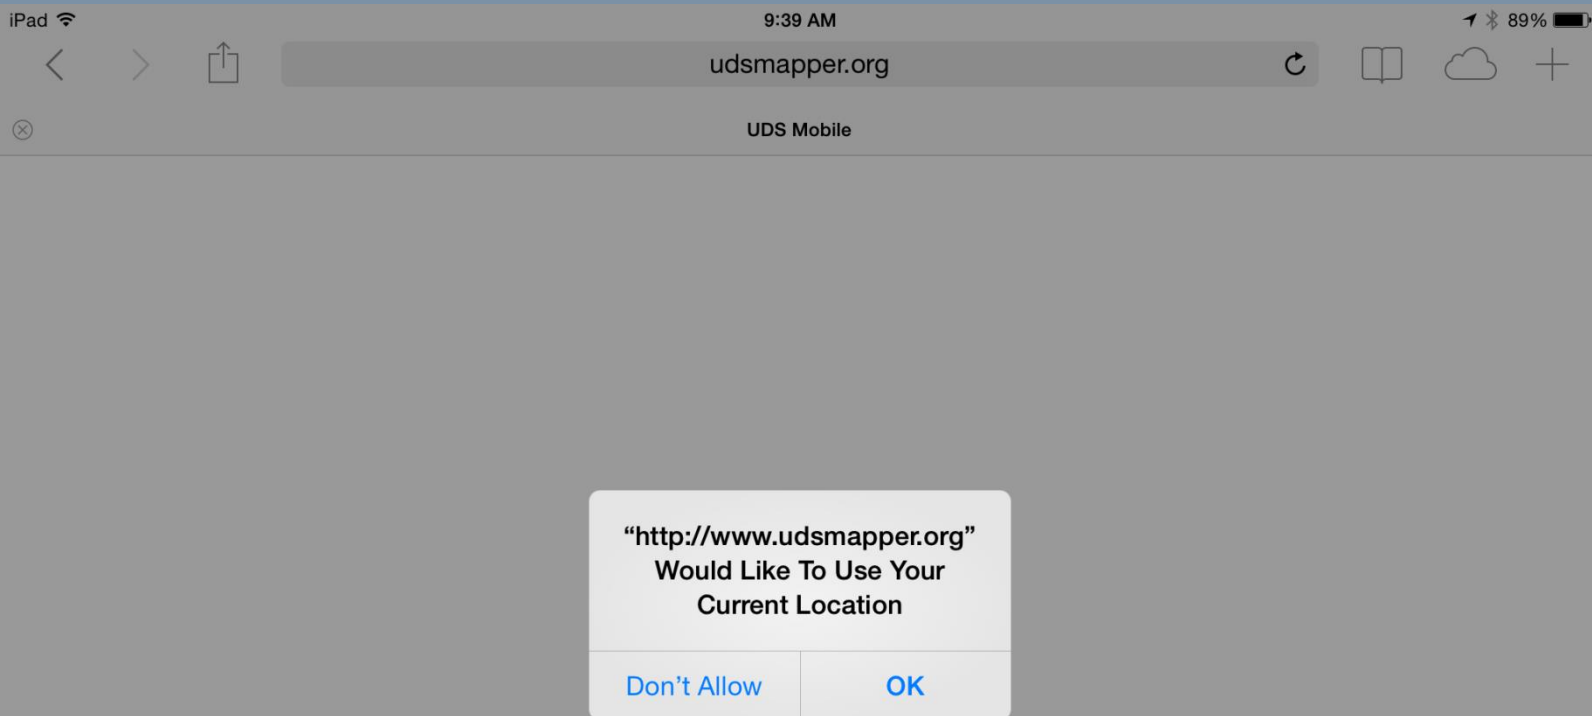 iPad 9:39 AM 89%
udsmapper.org
UDS Mobile
“http://www.udsmapper.org”
Would Like To Use Your
Current Location
Don’t Allow OK